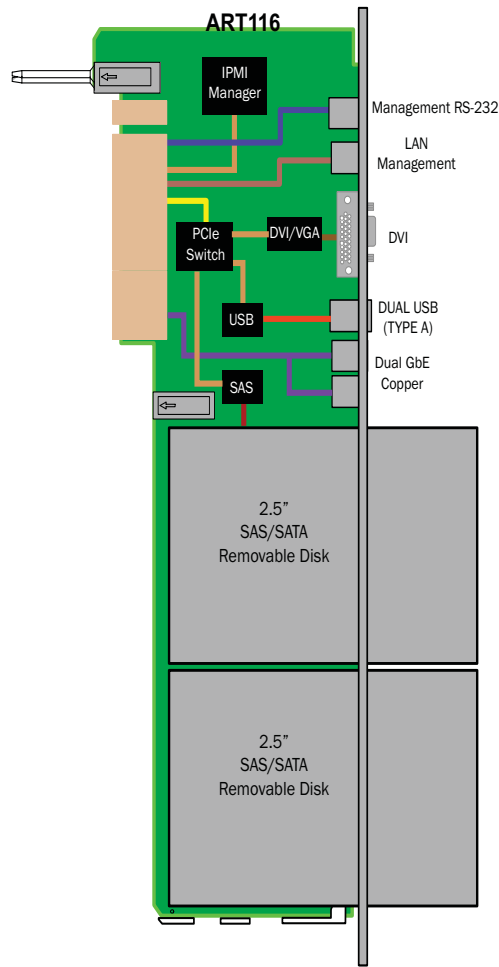 ART116
IPMI
Manager
Management RS-232
LAN
Management
PCIe
Switch
DVI/VGA
DVI
USB
DUAL USB
(TYPE A)
Dual GbE
Copper
SAS
2.5”
SAS/SATA
Removable Disk
2.5”
SAS/SATA
Removable Disk